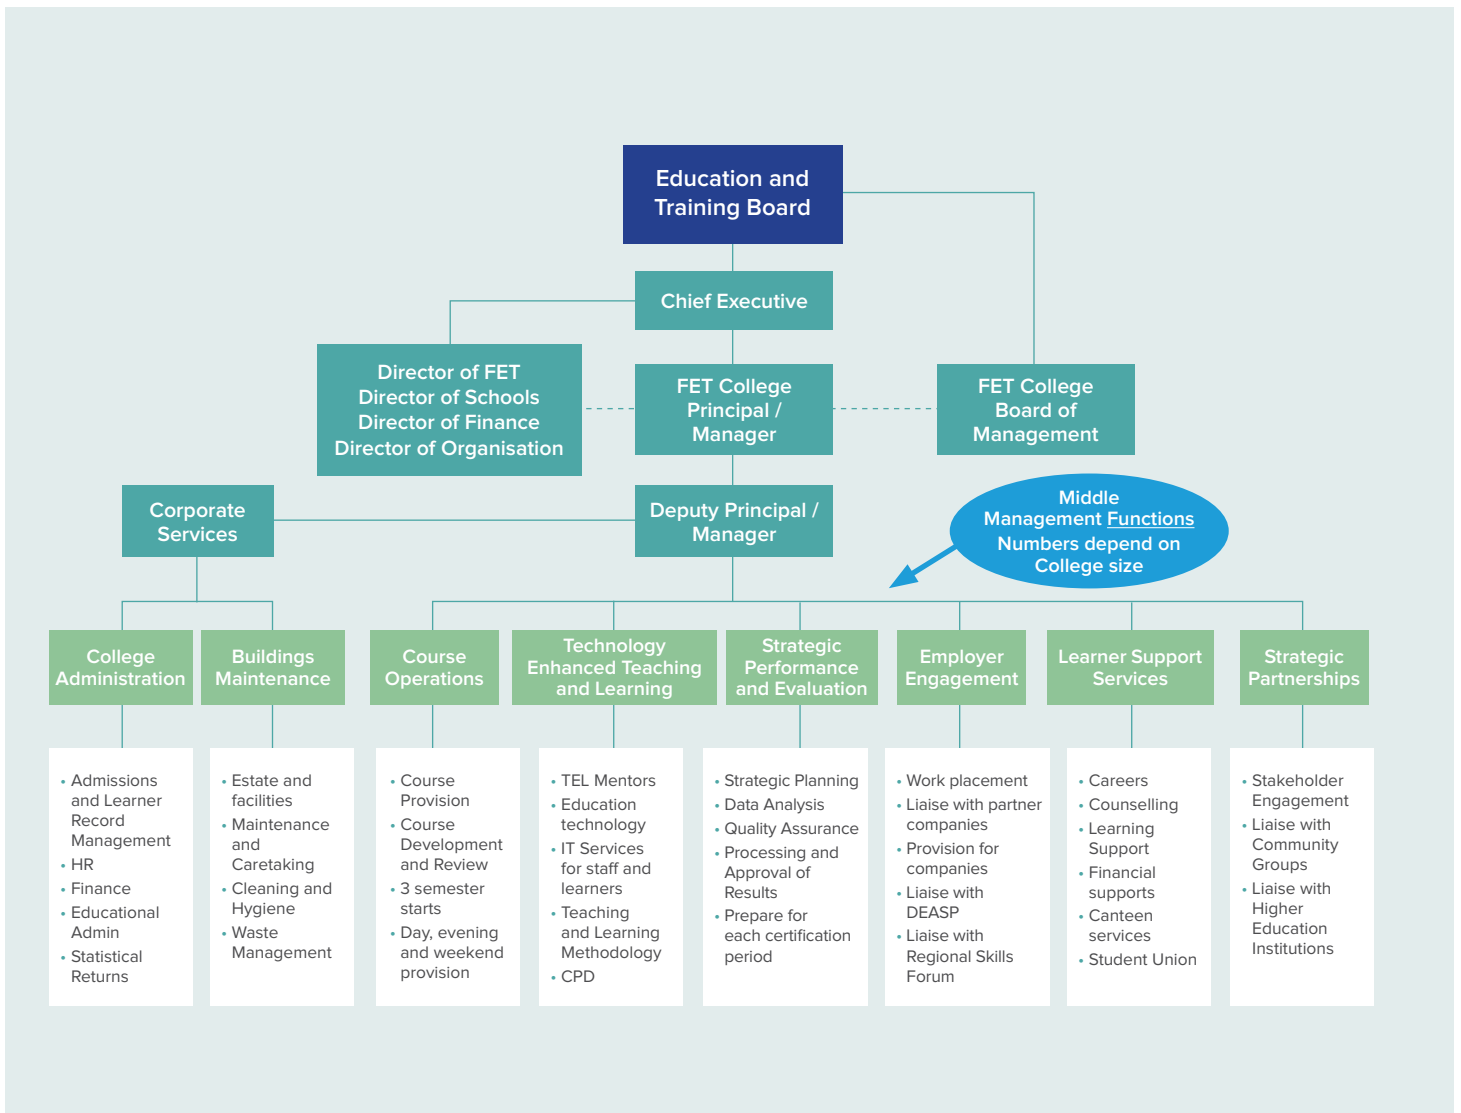 Education and
Training Board
Chief Executive
Director of FET
Director of Schools
Director of Finance
Director of Organisation
FET College
Principal /
Manager
FET College
Board of
Management
Corporate
Services
Deputy Principal /
Manager
Middle
Management Functions
Numbers depend on
College size
College
Administration
Buildings
Maintenance
Course
Operations
Technology
Enhanced Teaching
and Learning
Strategic
Performance
and Evaluation
Employer
Engagement
Learner Support
Services
Strategic
Partnerships
• Admissions
and Learner
Record
Management
• HR
• Finance
• Educational
Admin
• Statistical
Returns
• Estate and
facilities
• Maintenance
and
Caretaking
• Cleaning and
Hygiene
• Waste
Management
• Course
Provision
• Course
Development
and Review
• 3 semester
starts
• Day, evening
and weekend
provision
• TEL Mentors
• Education
technology
• IT Services
for staff and
learners
• Teaching
and Learning
Methodology
• CPD
• Strategic Planning
• Data Analysis
• Quality Assurance
• Processing and
Approval of
Results
• Prepare for
each certification
period
• Work placement
• Liaise with partner
companies
• Provision for
companies
• Liaise with
DEASP
• Liaise with
Regional Skills
Forum
• Careers
• Counselling
• Learning
Support
• Financial
supports
• Canteen
services
• Student Union
• Stakeholder
Engagement
• Liaise with
Community
Groups
• Liaise with
Higher
Education
Institutions